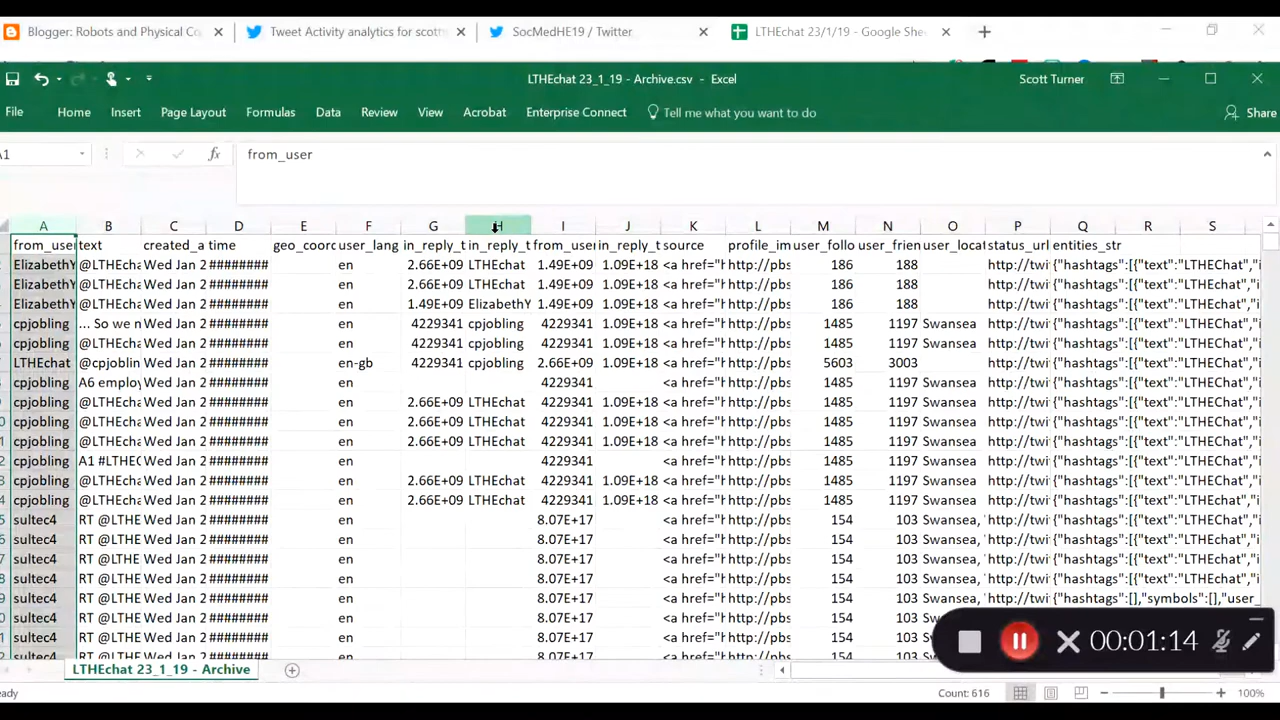 Blogger: Robots and Physical Co × Tweet Activity analytics for scott × SocMedHE19 / Twitter × LTHEchat 23/1/19 - Google She ×
LTHEchat 23_1_19 - Archive.csv - Excel Scott Turner
File Home Insert Page Layout Formulas Data Review View Acrobat Enterprise Connect Tell me what you want to do Share
A1 fx from_user
A B C D E F G H I J K L M N O P Q R S
from_user text created_a time geo_coord user_lang in_reply_t in_reply_t from_user in_reply_t source profile_im user_follo user_frien user_locat status_url entities_str
ElizabethY @LTHEcha Wed Jan 2 ######## en 2.66E+09 LTHEchat 1.49E+09 1.09E+18 <a href="h http://pbs 186 188 http://twi {"hashtags":[{"text":"LTHEChat","i
ElizabethY @LTHEcha Wed Jan 2 ######## en 2.66E+09 LTHEchat 1.49E+09 1.09E+18 <a href="h http://pbs 186 188 http://twi {"hashtags":[{"text":"LTHEChat","i
ElizabethY @LTHEcha Wed Jan 2 ######## en 1.49E+09 ElizabethY 1.49E+09 1.09E+18 <a href="h http://pbs 186 188 http://twi {"hashtags":[{"text":"LTHEChat","i
cpjobling ... So we n Wed Jan 2 ######## en 4229341 cpjobling 4229341 1.09E+18 <a href="h http://pbs 1485 1197 Swansea http://twi {"hashtags":[{"text":"LTHEChat","i
cpjobling @LTHEcha Wed Jan 2 ######## en 4229341 cpjobling 4229341 1.09E+18 <a href="h http://pbs 1485 1197 Swansea http://twi {"hashtags":[{"text":"LTHEChat","i
LTHEchat @cpjoblin Wed Jan 2 ######## en-gb 4229341 cpjobling 2.66E+09 1.09E+18 <a href="h http://pbs 5603 3003 http://twi {"hashtags":[{"text":"LTHEChat","i
cpjobling A6 employ Wed Jan 2 ######## en 4229341 <a href="h http://pbs 1485 1197 Swansea http://twi {"hashtags":[{"text":"LTHEChat","i
cpjobling @LTHEcha Wed Jan 2 ######## en 2.66E+09 LTHEchat 4229341 1.09E+18 <a href="h http://pbs 1485 1197 Swansea http://twi {"hashtags":[{"text":"LTHEChat","i
cpjobling @LTHEcha Wed Jan 2 ######## en 2.66E+09 LTHEchat 4229341 1.09E+18 <a href="h http://pbs 1485 1197 Swansea http://twi {"hashtags":[{"text":"LTHEChat","i
cpjobling @LTHEcha Wed Jan 2 ######## en 2.66E+09 LTHEchat 4229341 1.09E+18 <a href="h http://pbs 1485 1197 Swansea http://twi {"hashtags":[{"text":"LTHEChat","i
cpjobling A1 #LTHEC Wed Jan 2 ######## en 4229341 <a href="h http://pbs 1485 1197 Swansea http://twi {"hashtags":[{"text":"LTHEChat","i
cpjobling @LTHEcha Wed Jan 2 ######## en 2.66E+09 LTHEchat 4229341 1.09E+18 <a href="h http://pbs 1485 1197 Swansea http://twi {"hashtags":[{"text":"LTHEChat","i
cpjobling @LTHEcha Wed Jan 2 ######## en 2.66E+09 LTHEchat 4229341 1.09E+18 <a href="h http://pbs 1485 1197 Swansea http://twi {"hashtags":[{"text":"LTHEChat","i
sultec4 RT @LTHE Wed Jan 2 ######## en 8.07E+17 <a href="h http://pbs 154 103 Swansea, http://twi {"hashtags":[{"text":"LTHEchat","i
sultec4 RT @LTHE Wed Jan 2 ######## en 8.07E+17 <a href="h http://pbs 154 103 Swansea, http://twi {"hashtags":[{"text":"LTHEChat","i
sultec4 RT @LTHE Wed Jan 2 ######## en 8.07E+17 <a href="h http://pbs 154 103 Swansea, http://twi {"hashtags":[{"text":"LTHEChat","i
sultec4 RT @LTHE Wed Jan 2 ######## en 8.07E+17 <a href="h http://pbs 154 103 Swansea, http://twi {"hashtags":[{"text":"LTHEChat","i
sultec4 RT @LTHE Wed Jan 2 ######## en 8.07E+17 <a href="h http://pbs 154 103 Swansea, http://twi {"hashtags":[],"symbols":[],"user_
sultec4 RT @LTHE Wed Jan 2 ######## en 8.07E+17 <a href="h http://pbs 154 103 Swansea,
sultec4 RT @LTHE Wed Jan 2 ######## en 8.07E+17 <a href="h http://pbs 154 103
00:01:14
LTHEchat 23_1_19 - Archive
Count: 616 100%